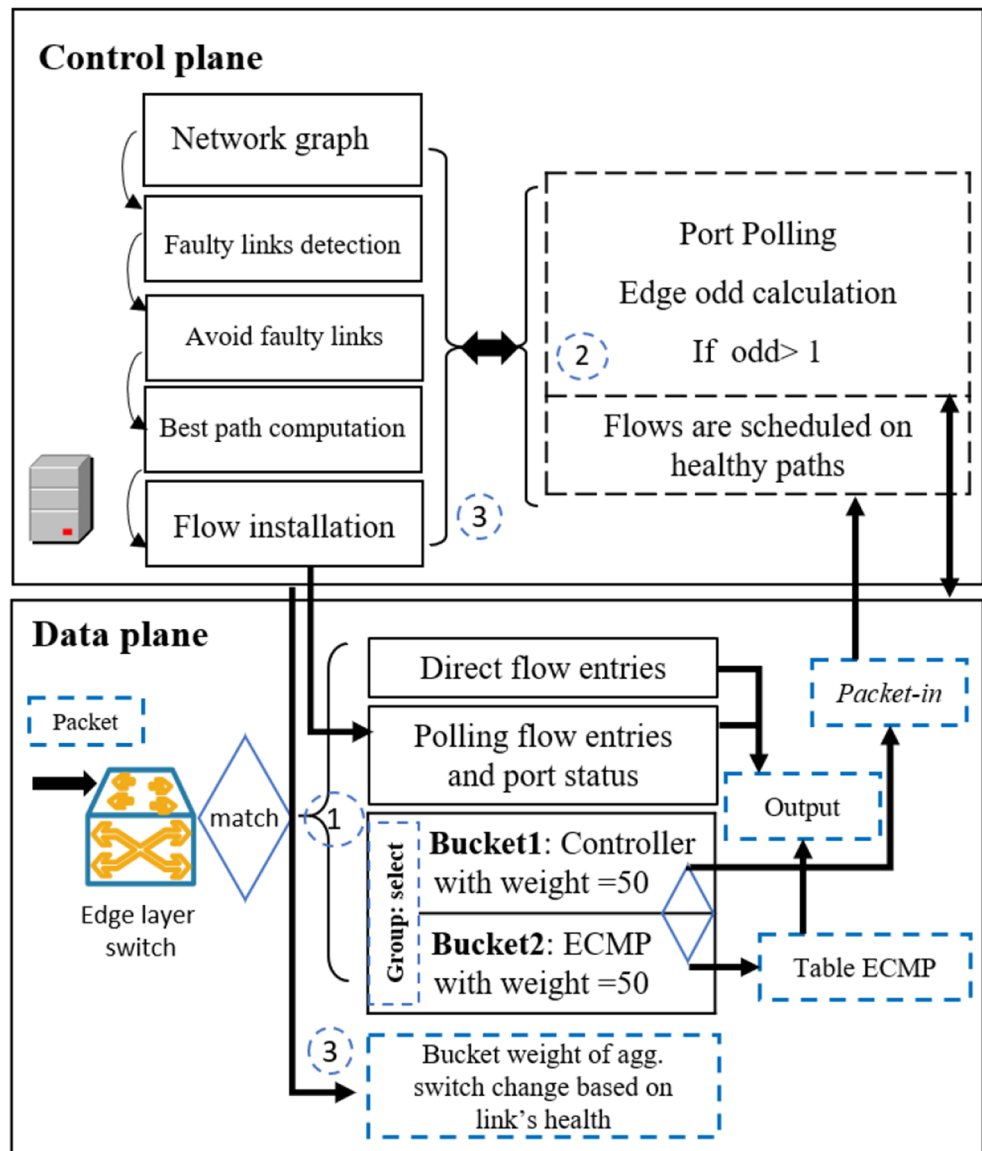 Control plane
Network graph
Faulty links detection
Avoid faulty links
Best path computation
Flow installation
3
Port Polling
Edge odd calculation
If odd> 1
2
Flows are scheduled on
healthy paths
Data plane
Packet
match
Edge layer
switch
1
Direct flow entries
Polling flow entries
and port status
Group: select
Bucket1: Controller
with weight =50
Bucket2: ECMP
with weight =50
Packet-in
Output
Table ECMP
3
Bucket weight of agg.
switch change based on
link's health